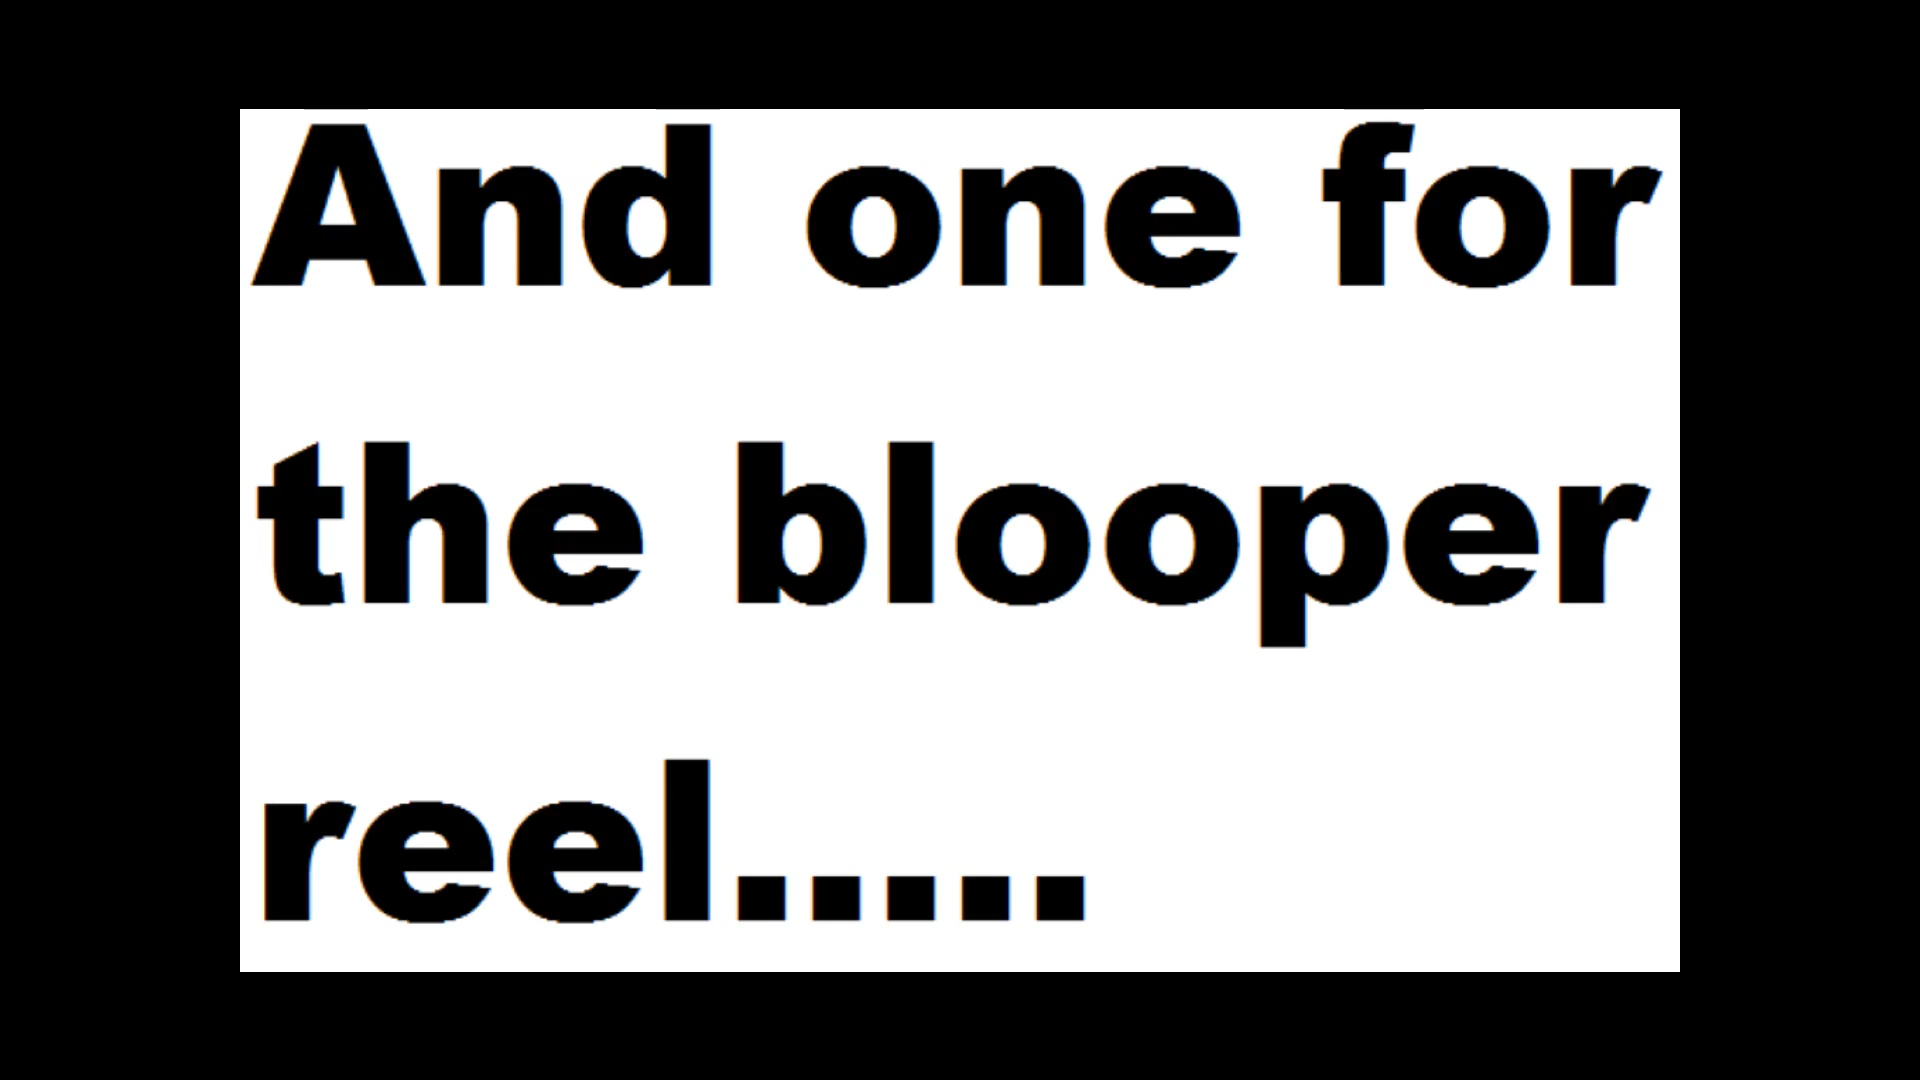 And one for
the blooper
reel.....